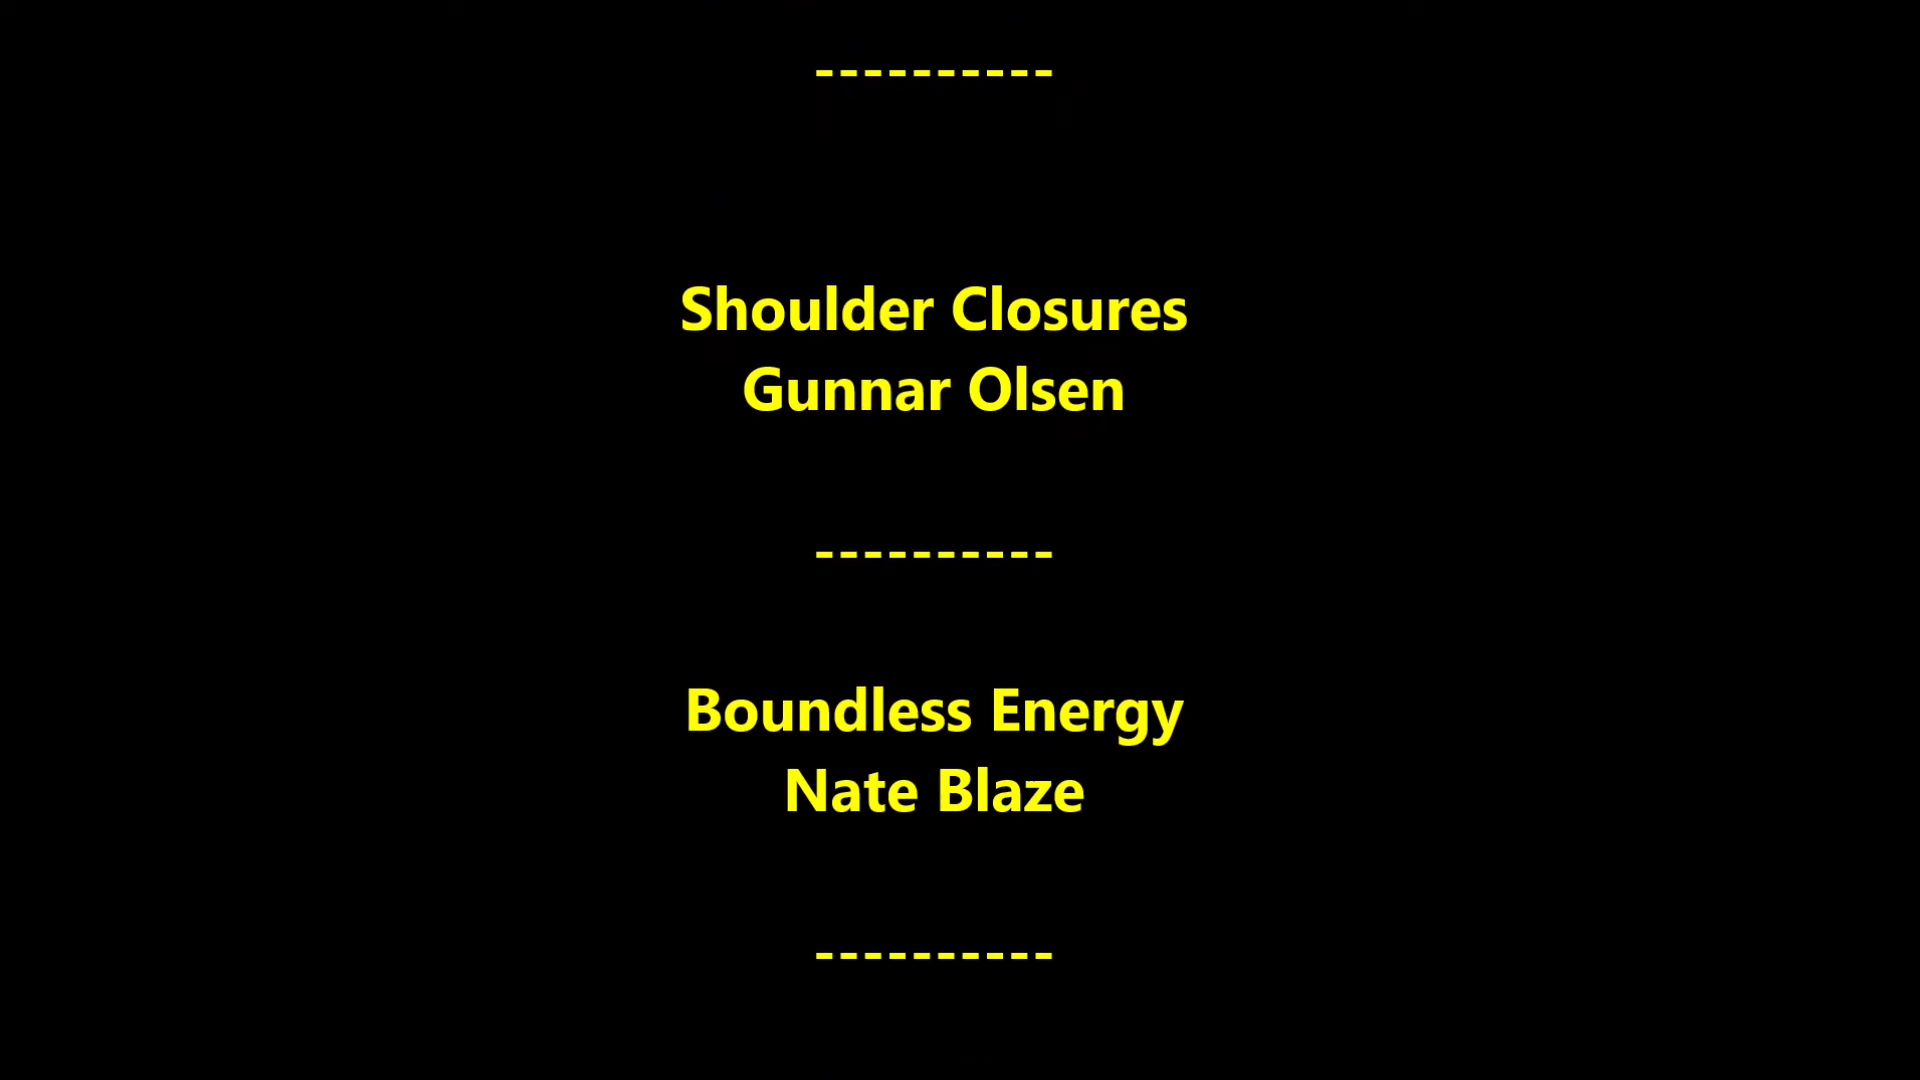 ----------
Shoulder Closures
Gunnar Olsen
----------
Boundless Energy
Nate Blaze
----------